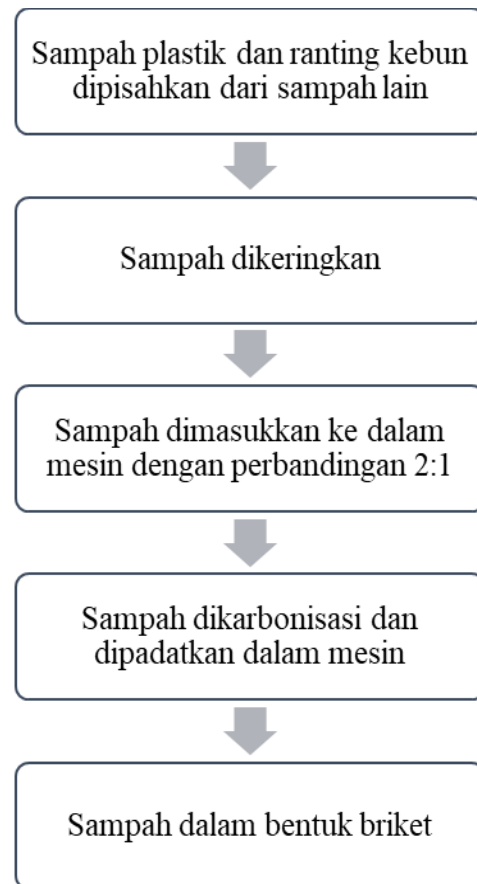 Sampah plastik dan ranting kebun
dipisahkan dari sampah lain
Sampah dikeringkan
Sampah dimasukkan ke dalam
mesin dengan perbandingan 2:1
Sampah dikarbonisasi dan
dipadatkan dalam mesin
Sampah dalam bentuk briket